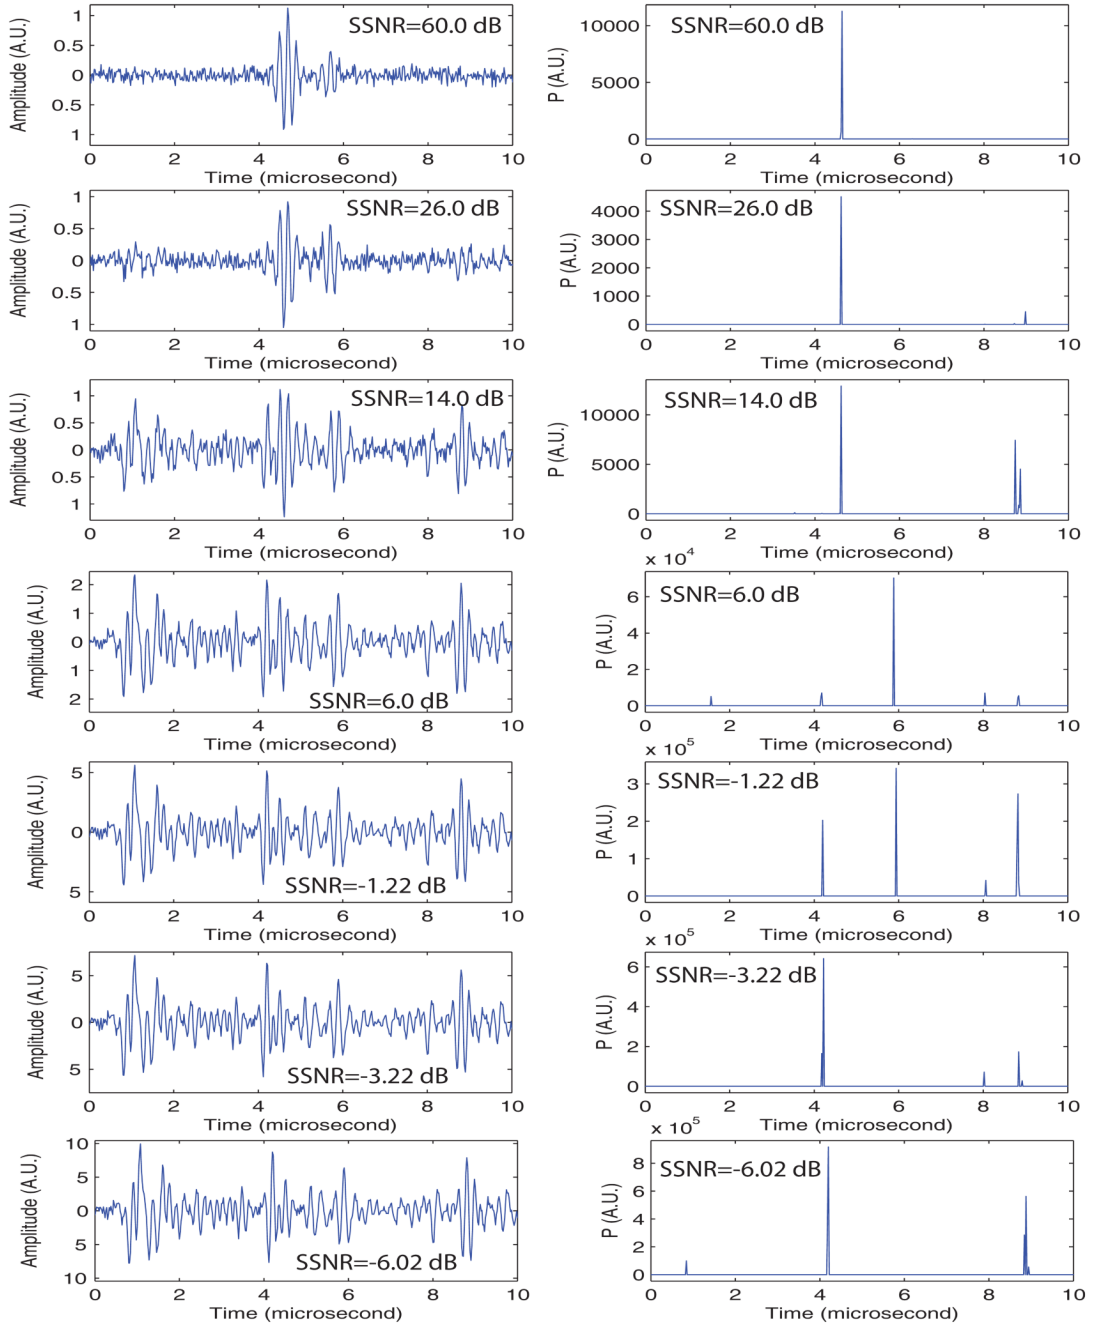 SSNR=60.0 dB
Amplitude (A.U.)
1
0.5
0
0.5
1
0 2 4 6 8 10
Time (microsecond)
SSNR=60.0 dB
P (A.U.)
10000
5000
0
0 2 4 6 8 10
Time (microsecond)
SSNR=26.0 dB
Amplitude (A.U.)
1
0.5
0
0.5
1
0 2 4 6 8 10
Time (microsecond)
SSNR=26.0 dB
P (A.U.)
4000
3000
2000
1000
0
0 2 4 6 8 10
Time (microsecond)
SSNR=14.0 dB
Amplitude (A.U.)
1
0.5
0
0.5
1
0 2 4 6 8 10
Time (microsecond)
SSNR=14.0 dB
P (A.U.)
10000
5000
0
0 2 4 6 8 10
Time (microsecond)
Amplitude (A.U.)
2
1
0
1
2
SSNR=6.0 dB
0 2 4 6 8 10
Time (microsecond)
x 10^4
SSNR=6.0 dB
P (A.U.)
6
4
2
0
0 2 4 6 8 10
Time (microsecond)
Amplitude (A.U.)
5
0
5
SSNR=-1.22 dB
0 2 4 6 8 10
Time (microsecond)
x 10^5
SSNR=-1.22 dB
P (A.U.)
3
2
1
0
0 2 4 6 8 10
Time (microsecond)
Amplitude (A.U.)
5
0
5
SSNR=-3.22 dB
0 2 4 6 8 10
Time (microsecond)
x 10^5
SSNR=-3.22 dB
P (A.U.)
6
4
2
0
0 2 4 6 8 10
Time (microsecond)
Amplitude (A.U.)
10
5
0
5
10
SSNR=-6.02 dB
0 2 4 6 8 10
Time (microsecond)
x 10^5
SSNR=-6.02 dB
P (A.U.)
8
6
4
2
0
0 2 4 6 8 10
Time (microsecond)